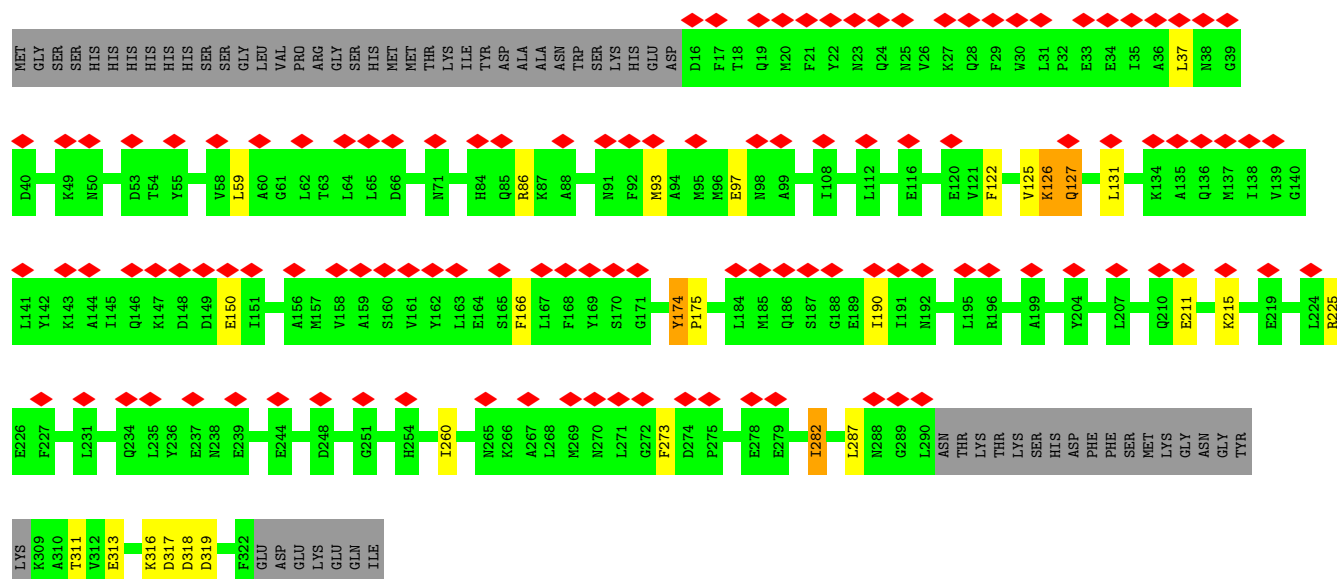 MET GLY SER SER HIS HIS HIS HIS HIS HIS SER SER GLY LEU VAL PRO ARG GLY SER HIS MET MET THR LYS ILE TYR ASP ALA ALA ASN TRP SER LYS HIS GLU ASP D16 F17 T18 Q19 M20 F21 Y22 N23 Q24 N25 V26 K27 Q28 F29 W30 L31 P32 E33 E34 I35 A36 L37 N38 G39
D40 K49 N50 D53 T54 Y55 V58 L59 A60 G61 L62 T63 L64 L65 D66 N71 H84 Q85 R86 K87 A88 N91 F92 M93 A94 M95 M96 E97 N98 A99 I108 L112 E116 E120 V121 F122 V125 K126 Q127 L131 K134 A135 Q136 M137 I138 V139 G140
L141 Y142 K143 A144 I145 Q146 K147 D148 D149 E150 I151 A156 M157 V158 A159 S160 V161 Y162 L163 E164 S165 F166 L167 F168 Y169 S170 G171 Y174 P175 L184 M185 Q186 S187 G188 E189 I190 I191 N192 L195 R196 A199 Y204 L207 Q210 E211 K215 E219 L224 R225
E226 F227 L231 Q234 L235 Y236 E237 N238 E239 E244 D248 G251 H254 I260 N265 K266 A267 L268 M269 N270 L271 G272 F273 D274 P275 E278 E279 I282 L287 N288 G289 L290 ASN THR LYS THR LYS SER HIS ASP PHE PHE SER MET LYS GLY ASN GLY TYR
LYS K309 A310 T311 V312 E313 K316 D317 D318 D319 F322 GLU ASP GLU LYS GLU GLN ILE